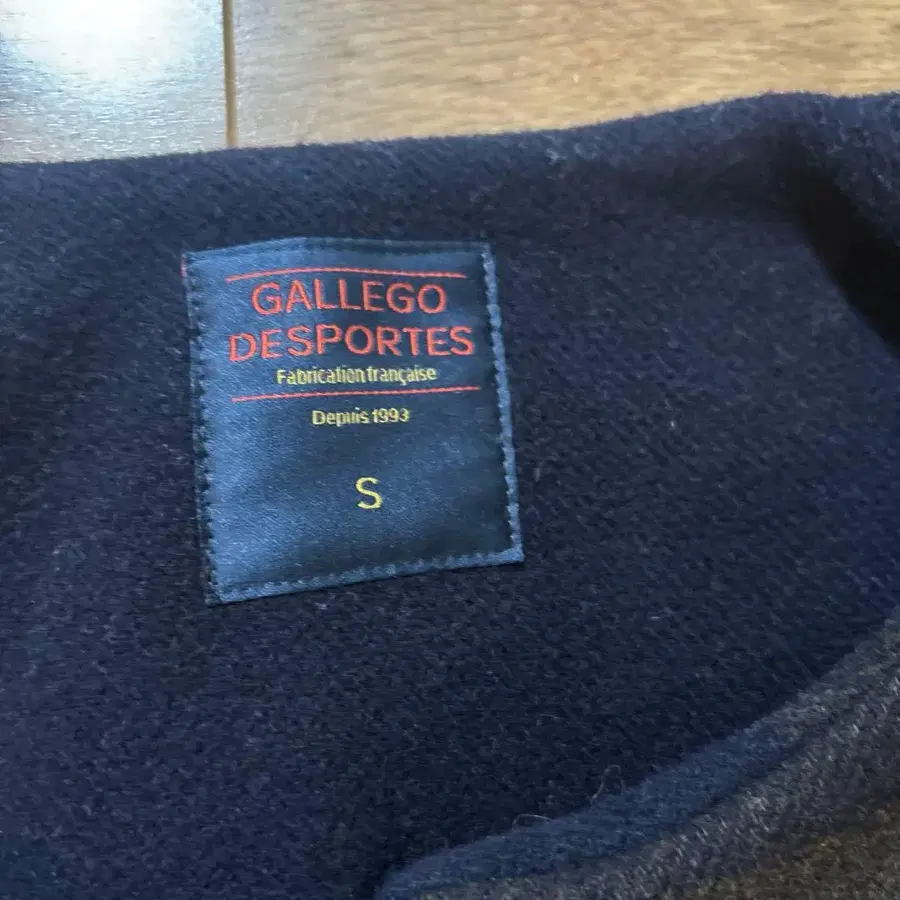 GALLEGO
DESPORTES
Fabrication française
Depuis 1993
S